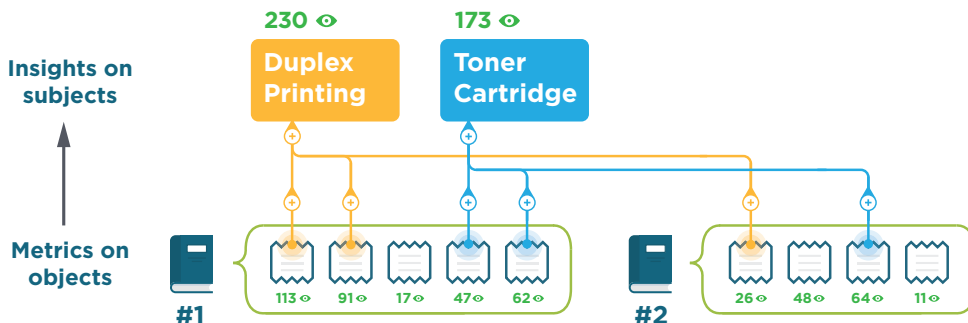 230
173
Duplex
Printing
Toner
Cartridge
Insights on
subjects
Metrics on
objects
113
91
17
47
62
26
48
64
11
#1
#2